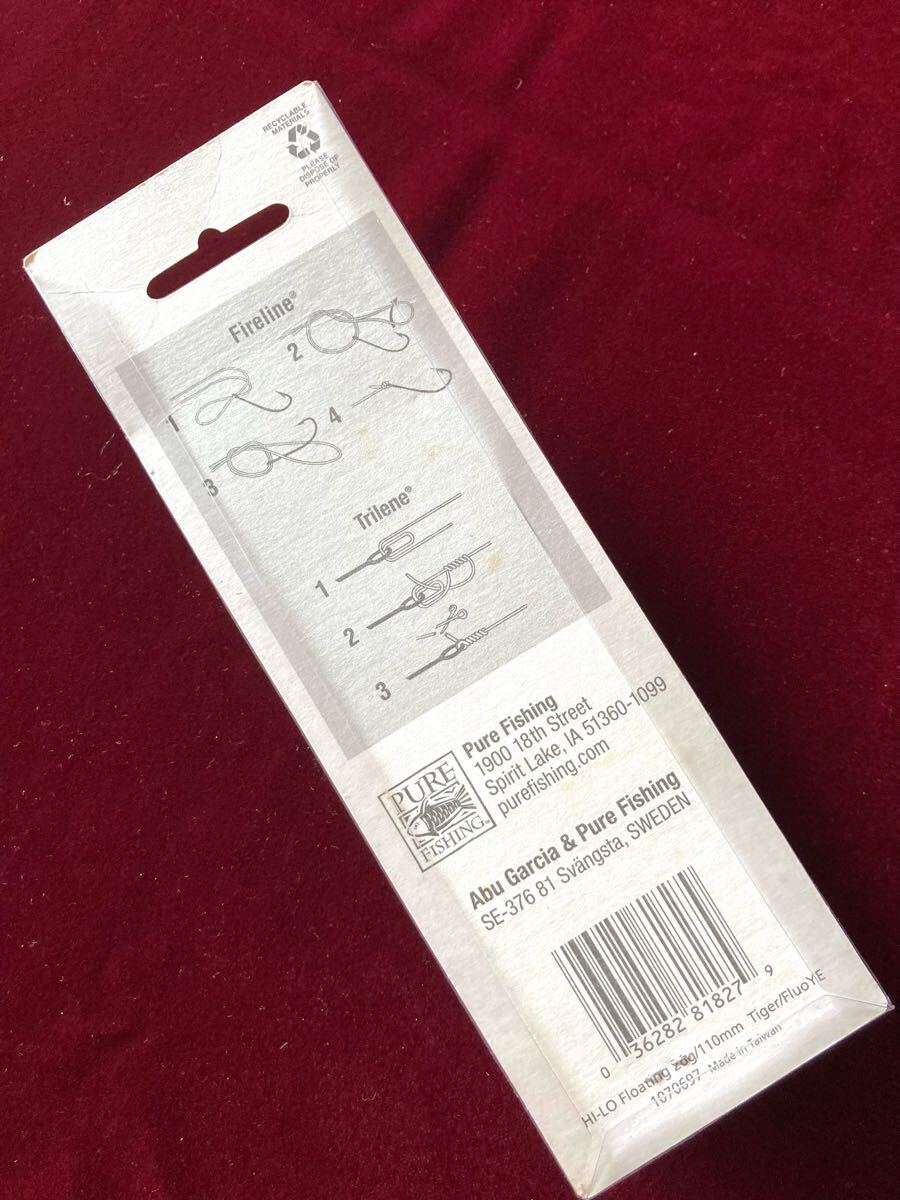 RECYCLABLE
MATERIALS
PLEASE
DISPOSE OF
PROPERLY
Fireline®
1
2
3
4
Trilene®
1
2
3
PURE
FISHING®
Pure Fishing
1900 18th Street
Spirit Lake, IA 51360-1099
purefishing.com
Abu Garcia & Pure Fishing
SE-376 81 Svängsta, SWEDEN
0 36282 81827 9
HI-LO Floating 26g/110mm Tiger/FluoYE
1070697 Made in Taiwan